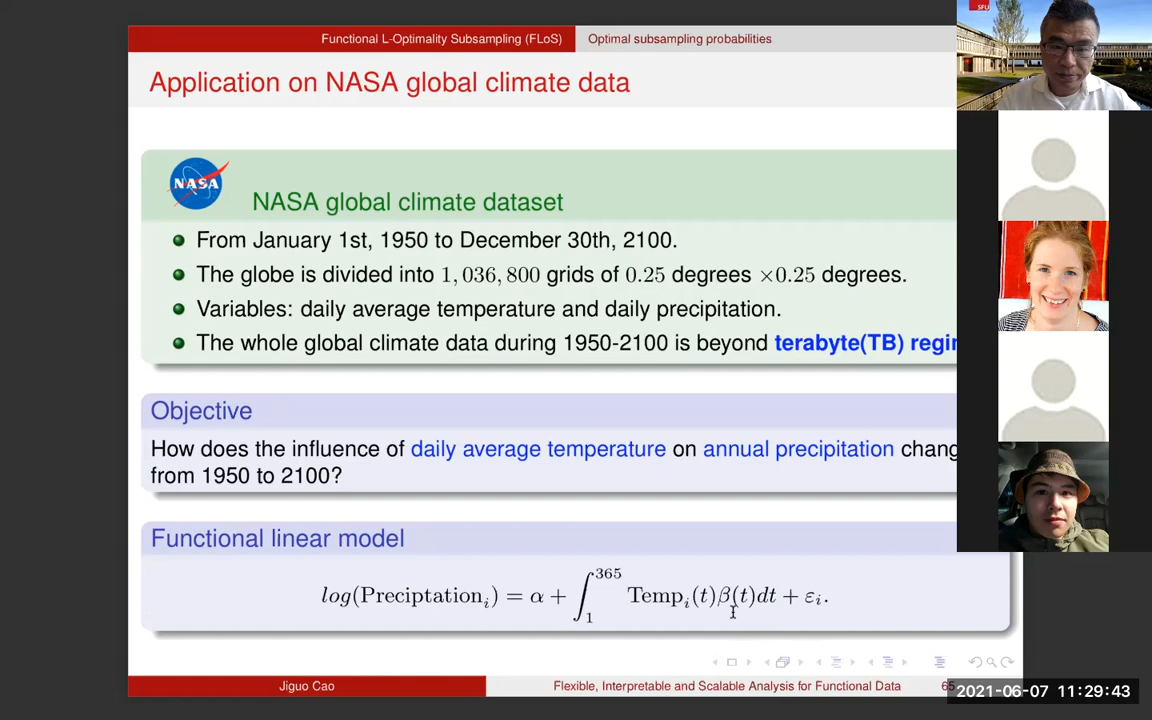 Functional L-Optimality Subsampling (FLoS) Optimal subsampling probabilities
SFU
Application on NASA global climate data
NASA
NASA global climate dataset
From January 1st, 1950 to December 30th, 2100.
The globe is divided into 1,036,800 grids of 0.25 degrees ×0.25 degrees.
Variables: daily average temperature and daily precipitation.
The whole global climate data during 1950-2100 is beyond terabyte(TB) regi
Objective
How does the influence of daily average temperature on annual precipitation chang
from 1950 to 2100?
Functional linear model
log(Preciptation_i) = α + ∫_1^365 Temp_i(t)β(t)dt + ε_i.
Jiguo Cao Flexible, Interpretable and Scalable Analysis for Functional Data 65
2021-06-07 11:29:43